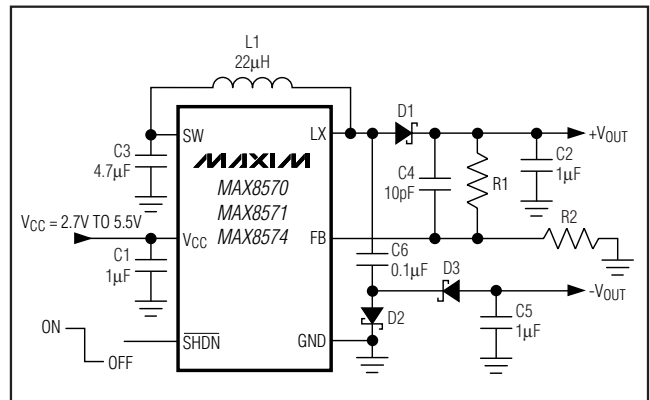 L1
22μH
D1
SW
LX
+VOUT
C3
4.7μF
MAXIM
C4
10pF
R1
C2
1μF
MAX8570
MAX8571
MAX8574
VCC = 2.7V TO 5.5V
VCC
FB
R2
C1
1μF
C6
0.1μF
D3
-VOUT
D2
C5
1μF
ON
OFF
SHDN
GND